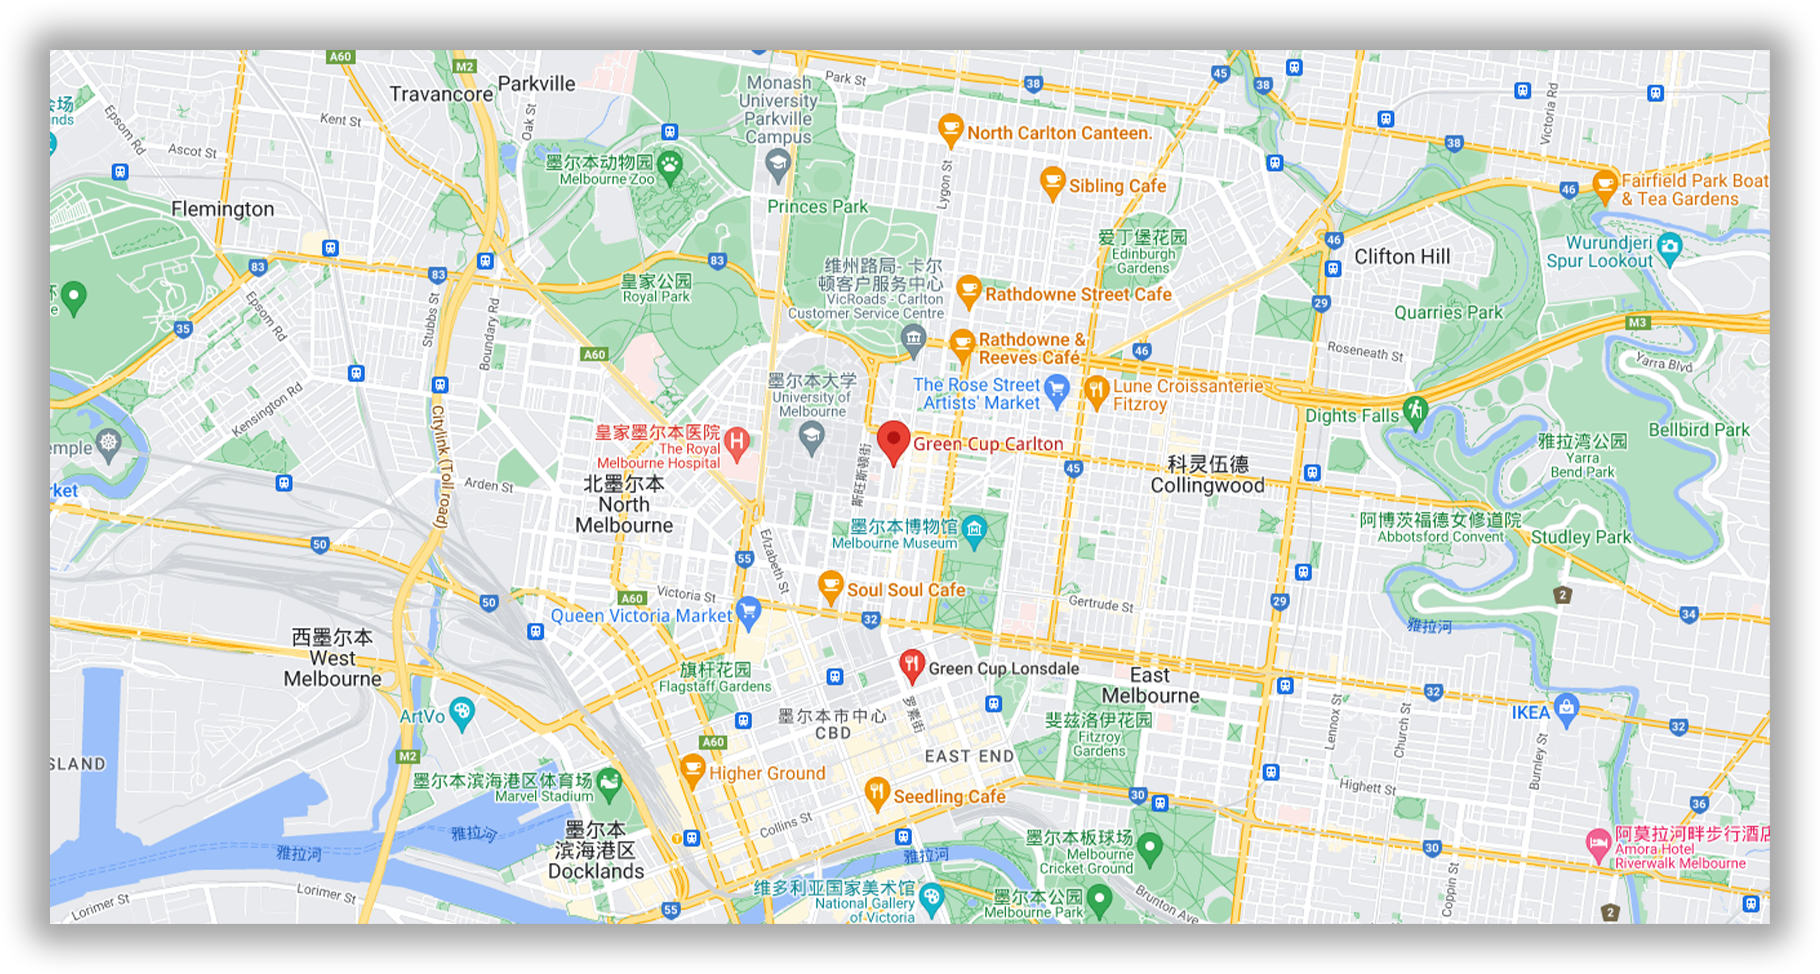 A60
M2
Parkville
Travancore
Monash
University
Parkville
Campus
Park St
38
45
38
Victoria Rd
会场
nds
Epsom Rd
Kent St
Oak St
Ascot St
墨尔本动物园
Melbourne Zoo
North Carlton Canteen.
Sibling Cafe
Lygon St
38
46
Fairfield Park Boat
& Tea Gardens
Flemington
Princes Park
爱丁堡花园
Edinburgh
Gardens
46
Clifton Hill
Wurundjeri
Spur Lookout
83
83
83
皇家公园
Royal Park
维州路局- 卡尔
顿客户服务中心
VicRoads - Carlton
Customer Service Centre
Rathdowne Street Cafe
29
Quarries Park
M3
35
Epsom Rd
Stubbs St
Boundary Rd
A60
Rathdowne &
Reeves Café
46
Roseneath St
Yarra Blvd
Kensington Rd
墨尔本大学
University of
Melbourne
The Rose Street
Artists' Market
Lune Croissanterie
Fitzroy
Dights Falls
Bellbird Park
emple
Citylink (Toll road)
皇家墨尔本医院
The Royal
Melbourne Hospital
Green Cup Carlton
斯旺斯顿街
45
科灵伍德
Collingwood
雅拉湾公园
Yarra
Bend Park
rket
Arden St
北墨尔本
North
Melbourne
墨尔本博物馆
Melbourne Museum
阿博茨福德女修道院
Abbotsford Convent
Studley Park
50
55
Elizabeth St
50
A60
Victoria St
Soul Soul Cafe
Queen Victoria Market
32
Gertrude St
29
2
34
雅拉河
西墨尔本
West
Melbourne
旗杆花园
Flagstaff Gardens
Green Cup Lonsdale
East
Melbourne
32
IKEA
32
ArtVo
墨尔本市中心
CBD
罗素街
斐兹洛伊花园
Fitzroy
Gardens
Lennox St
Church St
Burnley St
A60
M2
EAST END
SLAND
墨尔本滨海港区体育场
Marvel Stadium
Higher Ground
Seedling Cafe
30
Highett St
36
Collins St
墨尔本
滨海港区
Docklands
雅拉河
雅拉河
雅拉河
墨尔本板球场
Melbourne
Cricket Ground
30
阿莫拉河畔步行酒店
Amora Hotel
Riverwalk Melbourne
Lorimer St
Lorimer St
55
维多利亚国家美术馆
National Gallery
of Victoria
墨尔本公园
Melbourne Park
Brunton Ave
Coppin St
2